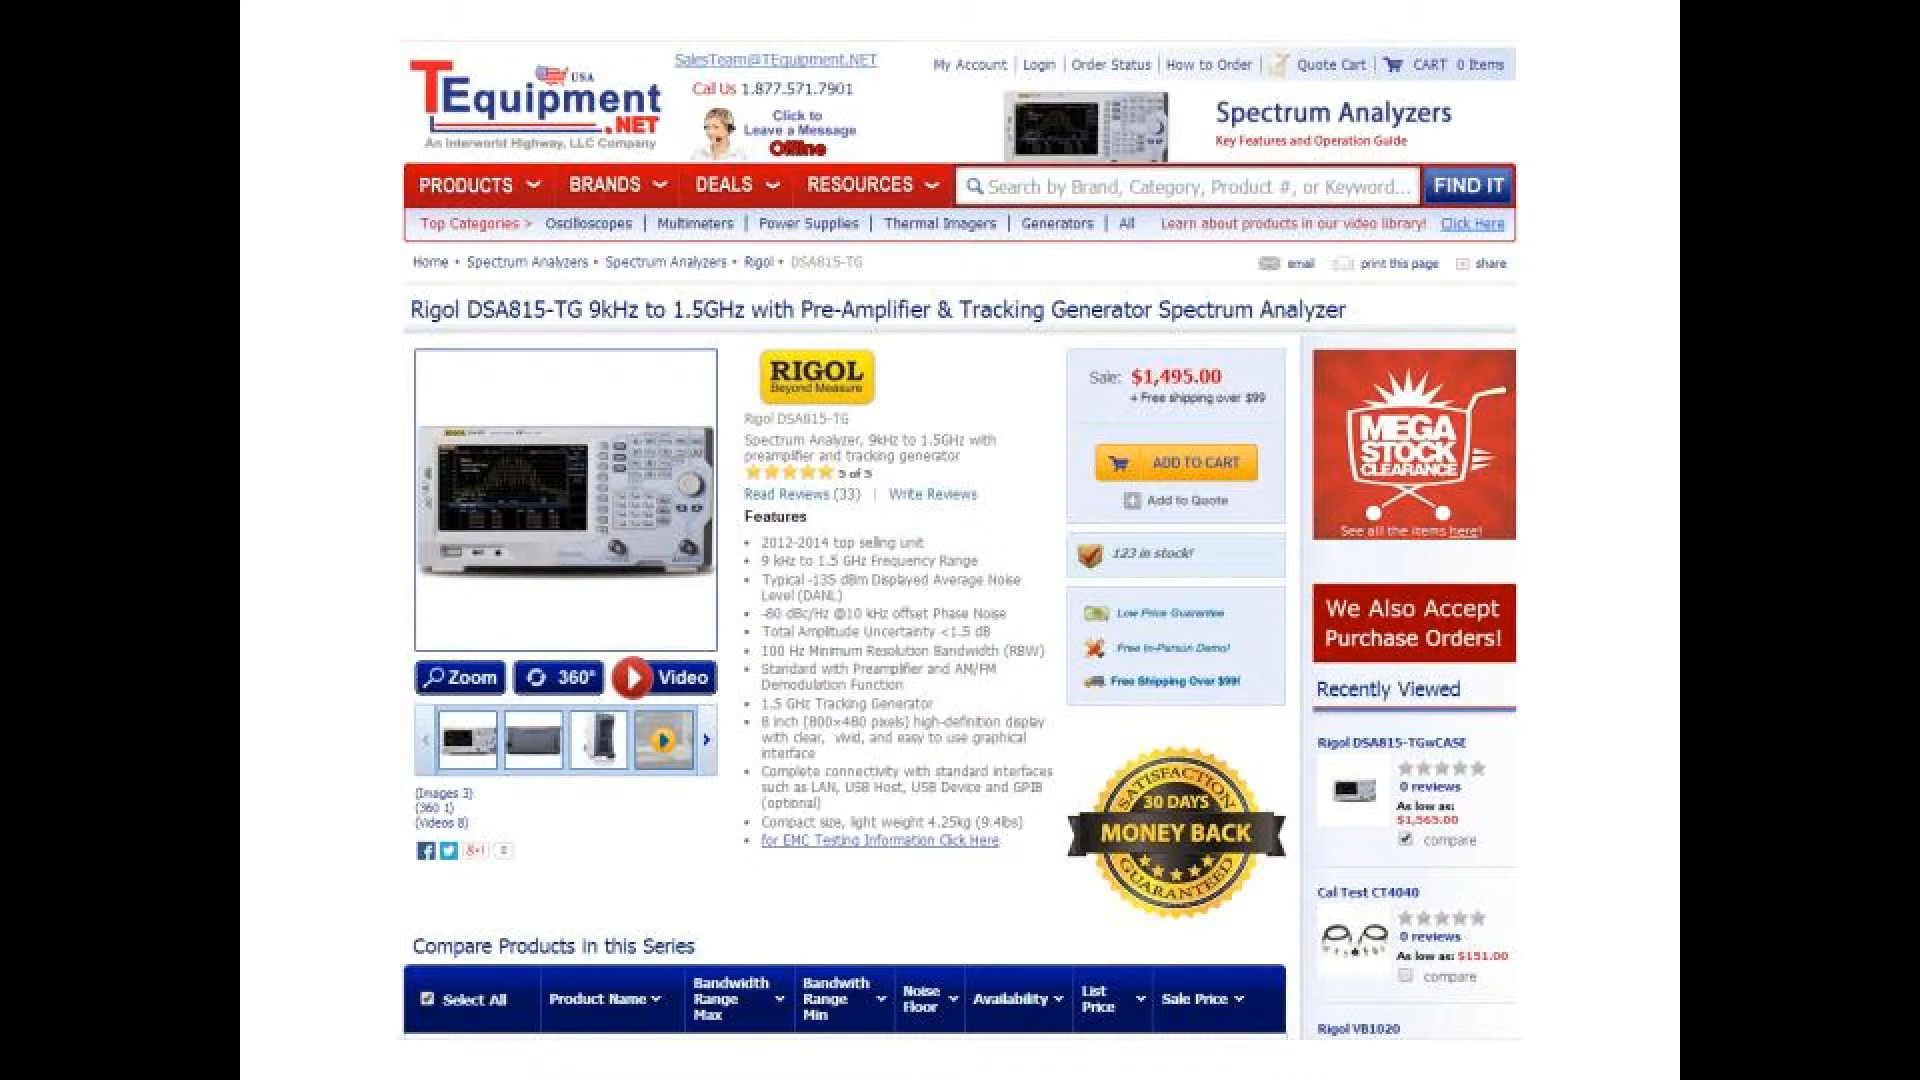 TEquipment.NET
USA
An Interworld Highway, LLC Company
SalesTeam@TEquipment.NET
Call Us 1.877.571.7901
Click to
Leave a Message
Offline
My Account | Login | Order Status | How to Order | Quote Cart | CART 0 Items
Spectrum Analyzers
Key Features and Operation Guide
PRODUCTS BRANDS DEALS RESOURCES Search by Brand, Category, Product #, or Keyword... FIND IT
Top Categories > Oscilloscopes | Multimeters | Power Supplies | Thermal Imagers | Generators | All Learn about products in our video library! Click Here
Home • Spectrum Analyzers • Spectrum Analyzers • Rigol • DSA815-TG
email print this page share
Rigol DSA815-TG 9kHz to 1.5GHz with Pre-Amplifier & Tracking Generator Spectrum Analyzer
Zoom 360° Video
(Images 3)
(360 1)
(Videos 8)
RIGOL
Beyond Measure
Rigol DSA815-TG
Spectrum Analyzer, 9kHz to 1.5GHz with
preamplifier and tracking generator
5 of 5
Read Reviews (33) | Write Reviews
Features
• 2012-2014 top selling unit
• 9 kHz to 1.5 GHz Frequency Range
• Typical -135 dBm Displayed Average Noise
Level (DANL)
• -80 dBc/Hz @10 kHz offset Phase Noise
• Total Amplitude Uncertainty <1.5 dB
• 100 Hz Minimum Resolution Bandwidth (RBW)
• Standard with Preamplifier and AM/FM
Demodulation Function
• 1.5 GHz Tracking Generator
• 8 inch (800×480 pixels) high-definition display
with clear, vivid, and easy to use graphical
interface
• Complete connectivity with standard interfaces
such as LAN, USB Host, USB Device and GPIB
(optional)
• Compact size, light weight 4.25kg (9.4lbs)
• for EMC Testing Information Click Here
Sale: $1,495.00
+ Free shipping over $99
ADD TO CART
Add to Quote
123 in stock!
Low Price Guarantee
Free In-Person Demo!
Free Shipping Over $99!
SATISFACTION
30 DAYS
MONEY BACK
GUARANTEED
MEGA
STOCK
CLEARANCE
See all the items here!
We Also Accept
Purchase Orders!
Recently Viewed
Rigol DSA815-TGwCASE
0 reviews
As low as:
$1,565.00
compare
Cal Test CT4040
0 reviews
As low as: $151.00
compare
Rigol VB1020
Compare Products in this Series
Select All
Product Name
Bandwidth
Range
Max
Bandwith
Range
Min
Noise
Floor
Availability
List
Price
Sale Price